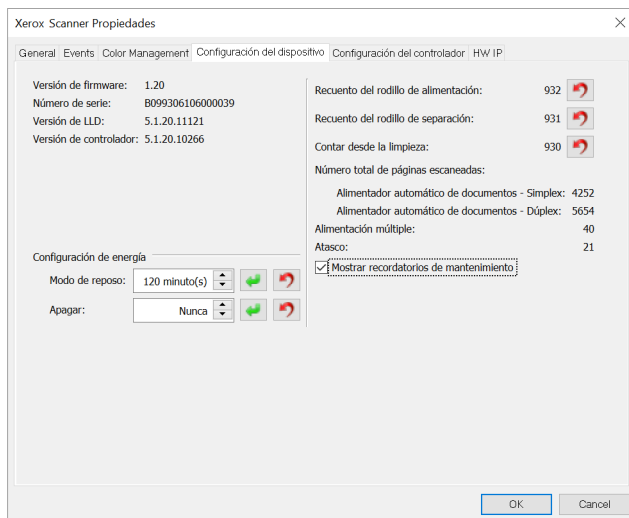 Xerox Scanner Propiedades
General Events Color Management Configuración del dispositivo Configuración del controlador HW IP
Versión de firmware: 1.20
Número de serie: B099306106000039
Versión de LLD: 5.1.20.11121
Versión de controlador: 5.1.20.10266
Configuración de energía
Modo de reposo: 120 minuto(s)
Apagar: Nunca
Recuento del rodillo de alimentación: 932
Recuento del rodillo de separación: 931
Contar desde la limpieza: 930
Número total de páginas escaneadas:
Alimentador automático de documentos - Simplex: 4252
Alimentador automático de documentos - Dúplex: 5654
Alimentación múltiple: 40
Atasco: 21
Mostrar recordatorios de mantenimiento
OK Cancel